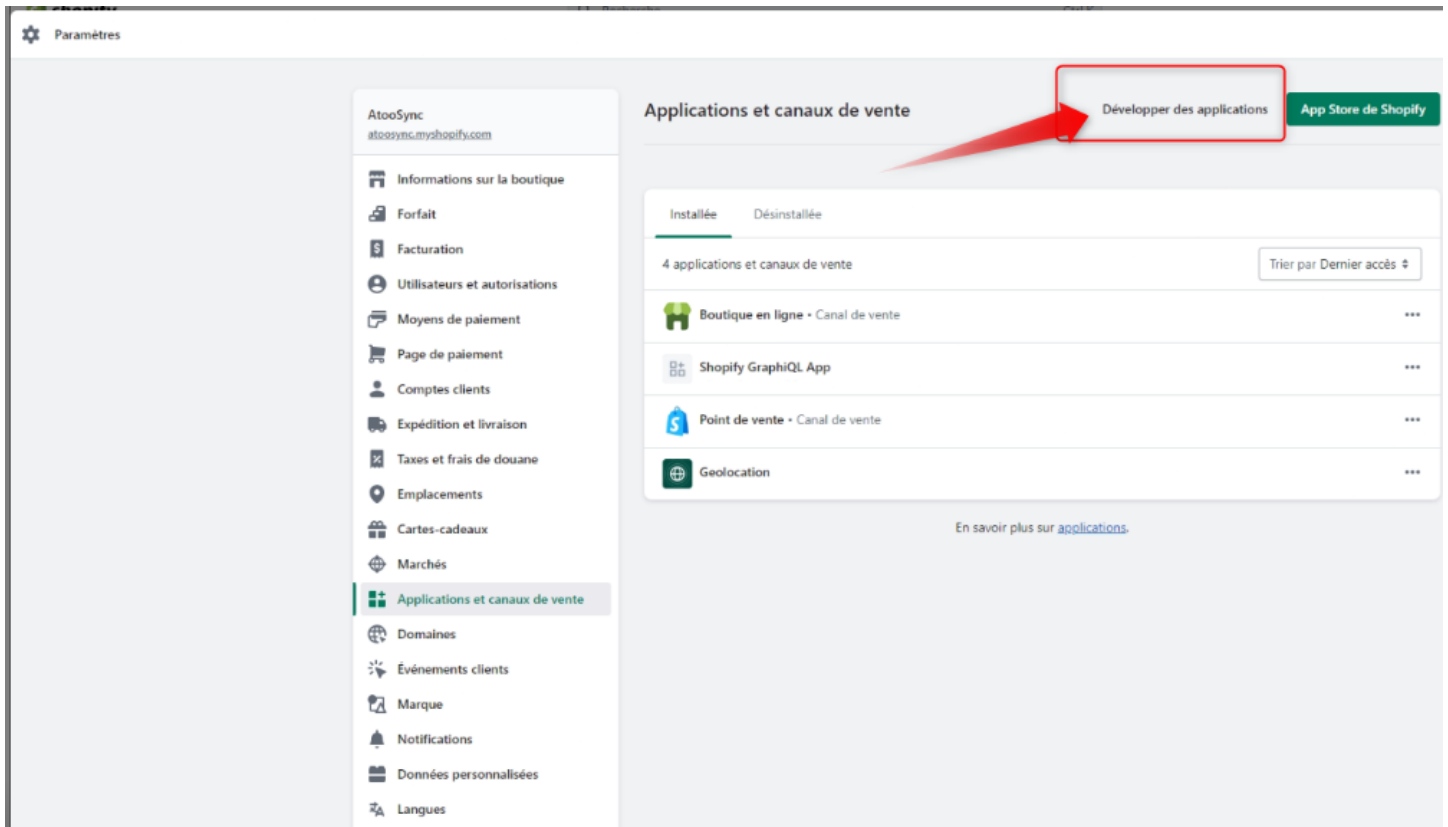 shopify
Recherche
Ctrl K
Paramètres
AtooSync
atoosync.myshopify.com
Informations sur la boutique
Forfait
Facturation
Utilisateurs et autorisations
Moyens de paiement
Page de paiement
Comptes clients
Expédition et livraison
Taxes et frais de douane
Emplacements
Cartes-cadeaux
Marchés
Applications et canaux de vente
Domaines
Événements clients
Marque
Notifications
Données personnalisées
Langues
Applications et canaux de vente
Développer des applications
App Store de Shopify
Installée
Désinstallée
4 applications et canaux de vente
Trier par Dernier accès
Boutique en ligne • Canal de vente
Shopify GraphiQL App
Point de vente • Canal de vente
Geolocation
En savoir plus sur applications.